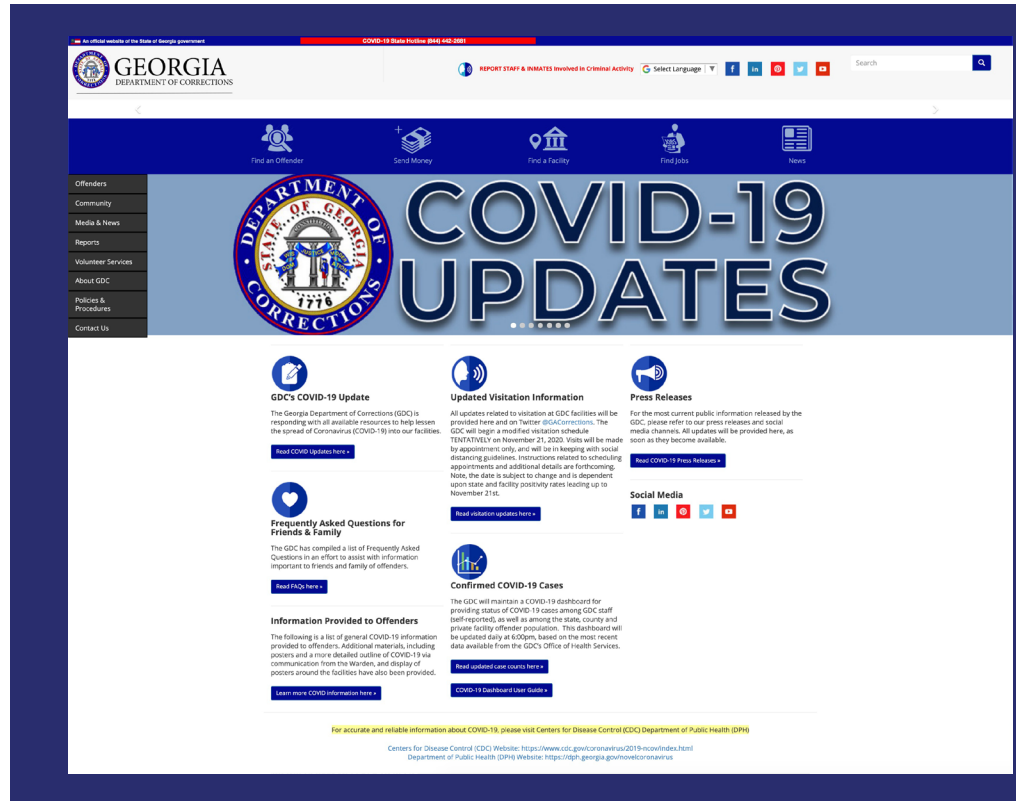 An official website of the State of Georgia government
COVID-19 State Hotline (844) 442-2681
GEORGIA
DEPARTMENT OF CORRECTIONS
REPORT STAFF & INMATES Involved in Criminal Activity
Select Language
Search
Find an Offender
Send Money
Find a Facility
Find Jobs
News
Offenders
Community
Media & News
Reports
Volunteer Services
About GDC
Policies &
Procedures
Contact Us
DEPARTMENT OF
CORRECTIONS
STATE OF GEORGIA
CONSTITUTION
1776
COVID-19
UPDATES
GDC's COVID-19 Update
The Georgia Department of Corrections (GDC) is
responding with all available resources to help lessen
the spread of Coronavirus (COVID-19) into our facilities.
Read COVID Updates here »
Frequently Asked Questions for
Friends & Family
The GDC has compiled a list of Frequently Asked
Questions in an effort to assist with information
important to friends and family of offenders.
Read FAQs here »
Information Provided to Offenders
The following is a list of general COVID-19 information
provided to offenders. Additional materials, including
posters and a more detailed outline of COVID-19 via
communication from the Warden, and display of
posters around the facilities have also been provided.
Learn more COVID information here »
Updated Visitation Information
All updates related to visitation at GDC facilities will be
provided here and on Twitter @GACorrections. The
GDC will begin a modified visitation schedule
TENTATIVELY on November 21, 2020. Visits will be made
by appointment only, and will be in keeping with social
distancing guidelines. Instructions related to scheduling
appointments and additional details are forthcoming.
Note, the date is subject to change and is dependent
upon state and facility positivity rates leading up to
November 21st.
Read visitation updates here »
Confirmed COVID-19 Cases
The GDC will maintain a COVID-19 dashboard for
providing status of COVID-19 cases among GDC staff
(self-reported), as well as among the state, county and
private facility offender population. This dashboard will
be updated daily at 6:00pm, based on the most recent
data available from the GDC's Office of Health Services.
Read updated case counts here »
COVID-19 Dashboard User Guide »
Press Releases
For the most current public information released by the
GDC, please refer to our press releases and social
media channels. All updates will be provided here, as
soon as they become available.
Read COVID-19 Press Releases »
Social Media
For accurate and reliable information about COVID-19, please visit Centers for Disease Control (CDC) Department of Public Health (DPH)
Centers for Disease Control (CDC) Website: https://www.cdc.gov/coronavirus/2019-ncov/index.html
Department of Public Health (DPH) Website: https://dph.georgia.gov/novelcoronavirus